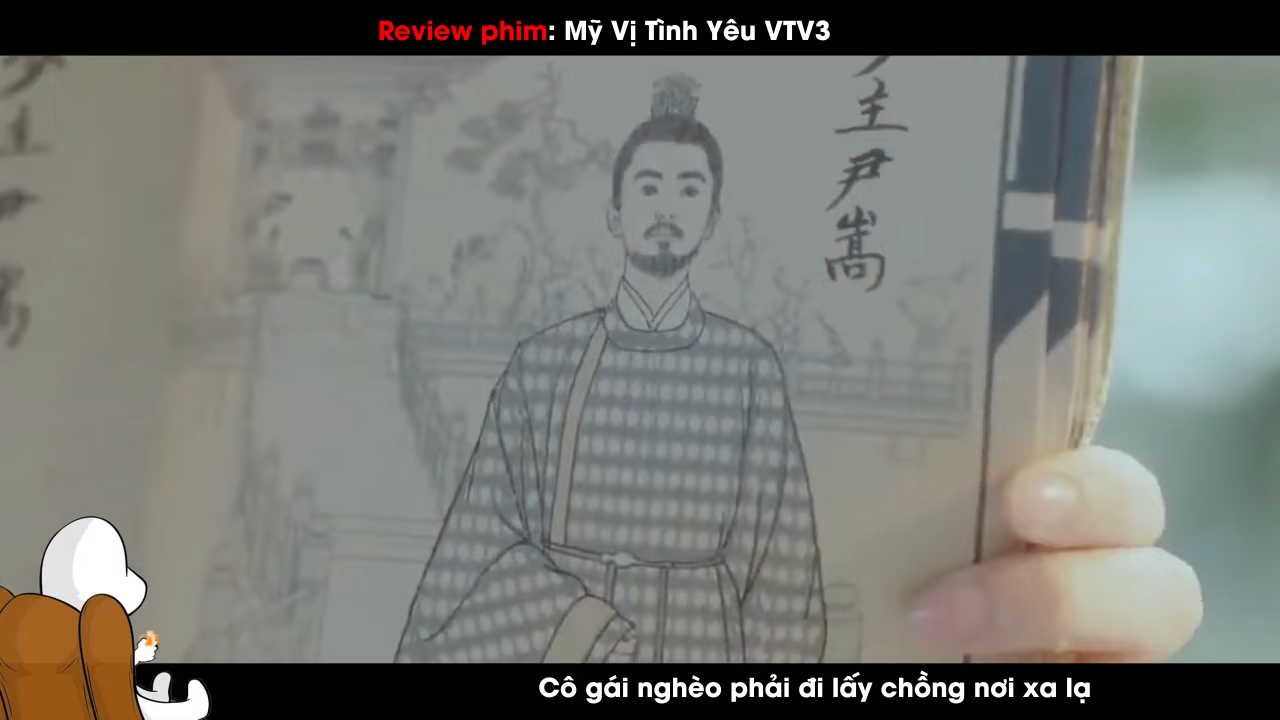 Review phim: Mỹ Vị Tình Yêu VTV3
主尹嵩
Cô gái nghèo phải đi lấy chồng nơi xa lạ